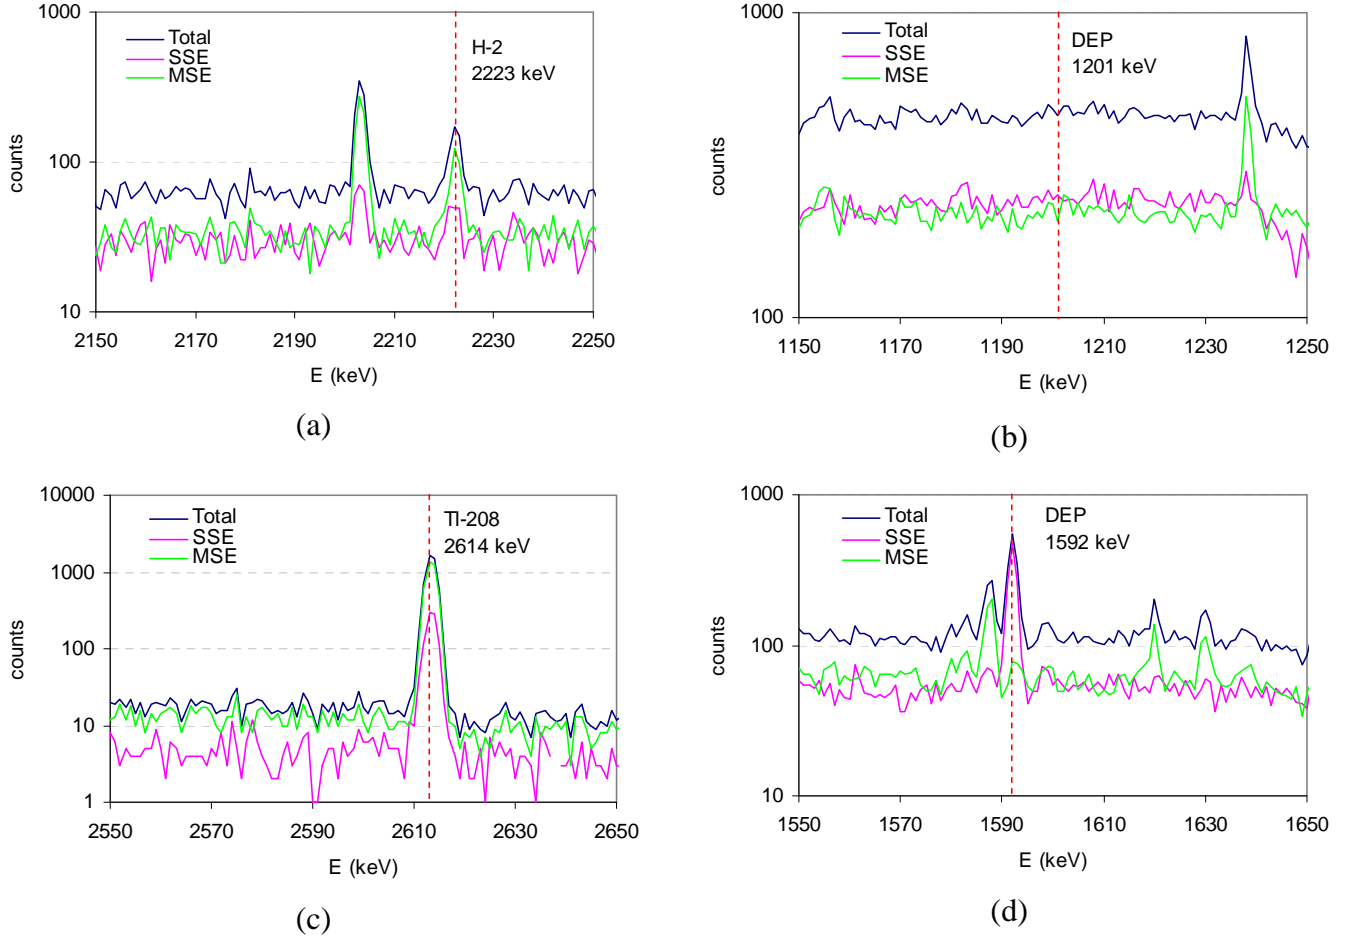 1000
100
10
counts
Total
SSE
MSE
H-2
2223 keV
2150 2170 2190 2210 2230 2250
E (keV)
(a)
1000
100
counts
Total
SSE
MSE
DEP
1201 keV
1150 1170 1190 1210 1230 1250
E (keV)
(b)
10000
1000
100
10
1
counts
Total
SSE
MSE
Tl-208
2614 keV
2550 2570 2590 2610 2630 2650
E (keV)
(c)
1000
100
10
counts
Total
SSE
MSE
DEP
1592 keV
1550 1570 1590 1610 1630 1650
E (keV)
(d)